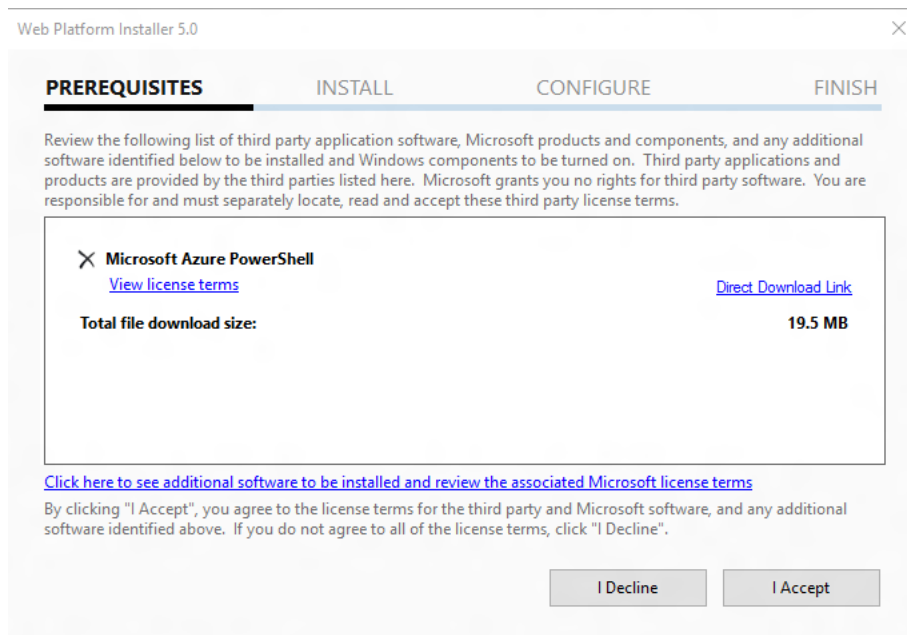 Web Platform Installer 5.0
PREREQUISITES INSTALL CONFIGURE FINISH
Review the following list of third party application software, Microsoft products and components, and any additional
software identified below to be installed and Windows components to be turned on. Third party applications and
products are provided by the third parties listed here. Microsoft grants you no rights for third party software. You are
responsible for and must separately locate, read and accept these third party license terms.
Microsoft Azure PowerShell
View license terms Direct Download Link
Total file download size: 19.5 MB
Click here to see additional software to be installed and review the associated Microsoft license terms
By clicking "I Accept", you agree to the license terms for the third party and Microsoft software, and any additional
software identified above. If you do not agree to all of the license terms, click "I Decline".
I Decline I Accept